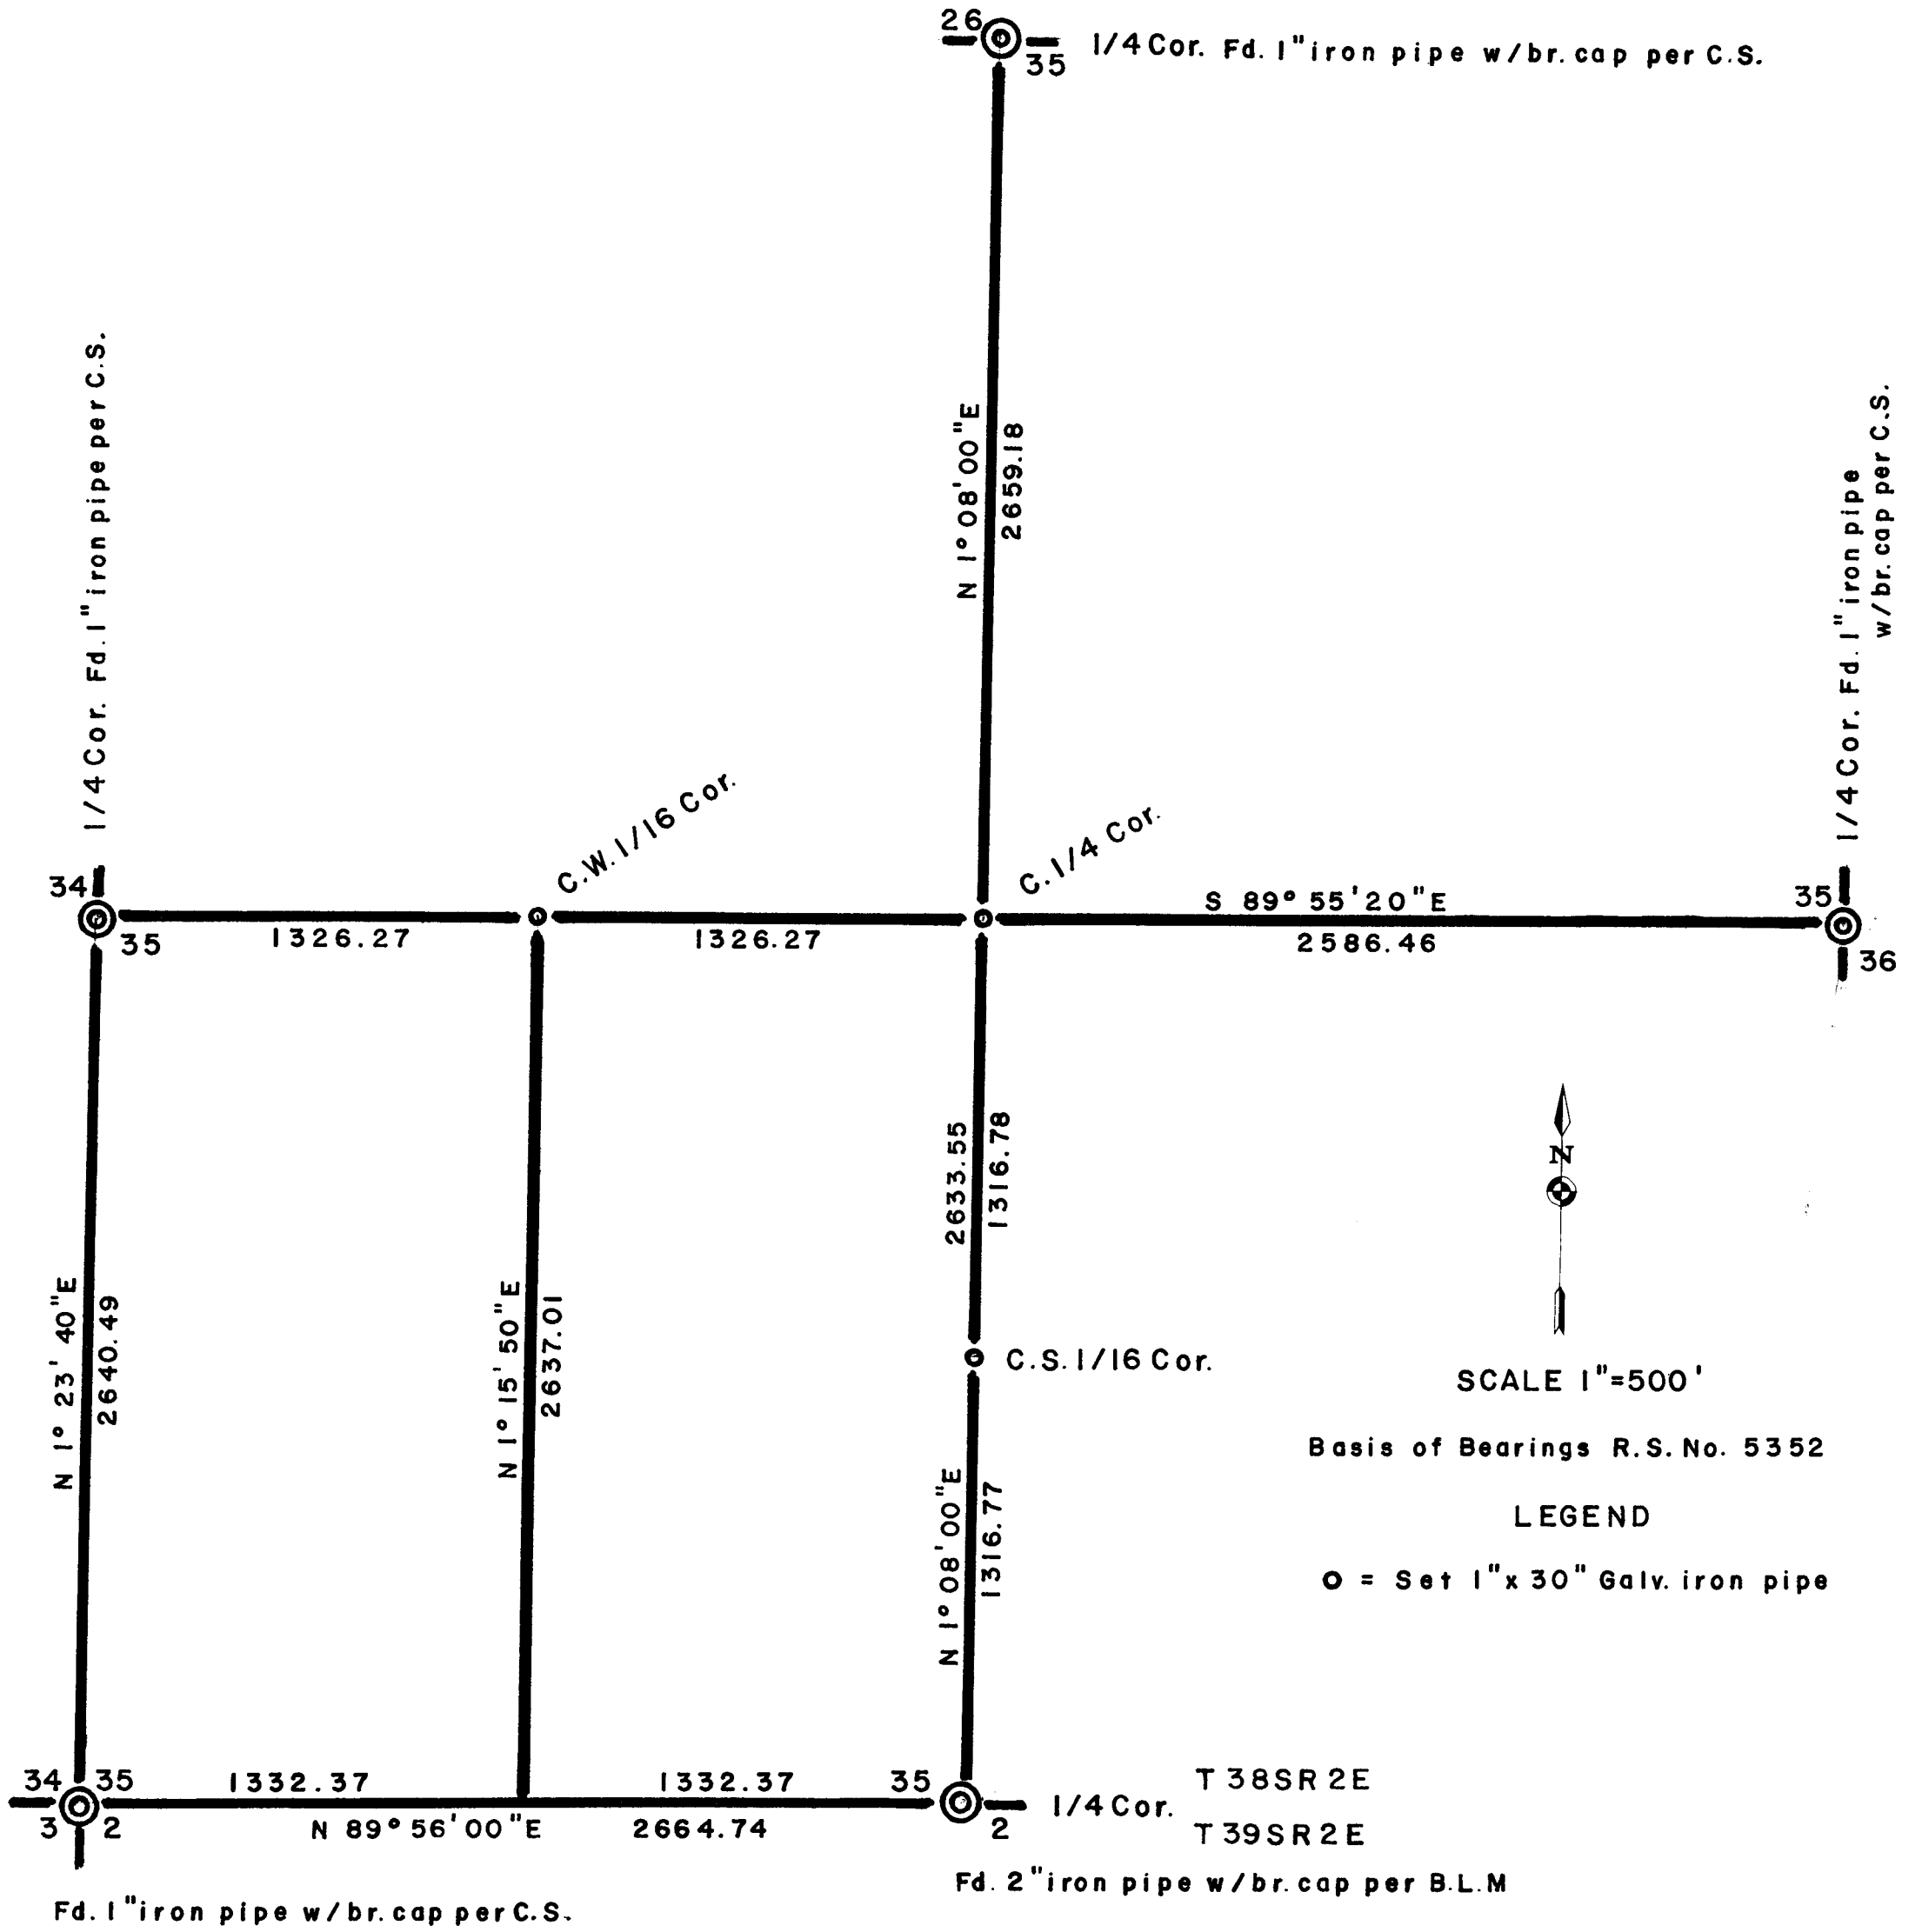 26
35
1/4 Cor. Fd. 1" iron pipe w/br. cap per C.S.
N 1° 08' 00" E
2659.18
1/4 Cor. Fd. 1" iron pipe per C.S.
1/4 Cor. Fd. 1" iron pipe
w/br. cap per C.S.
C.W. 1/16 Cor.
C. 1/4 Cor.
34
35
1326.27
1326.27
S 89° 55' 20" E
2586.46
35
36
N 1° 23' 40" E
2640.49
N 1° 15' 50" E
2637.01
2633.55
1316.78
C.S. 1/16 Cor.
N 1° 08' 00" E
1316.77
N
SCALE 1"=500'
Basis of Bearings R.S. No. 5352
LEGEND
= Set 1" x 30" Galv. iron pipe
34 35
1332.37
1332.37
35
3 2
N 89° 56' 00" E
2664.74
2
1/4 Cor.
T 38S R 2E
T 39S R 2E
Fd. 2" iron pipe w/br. cap per B.L.M
Fd. 1" iron pipe w/br. cap per C.S.